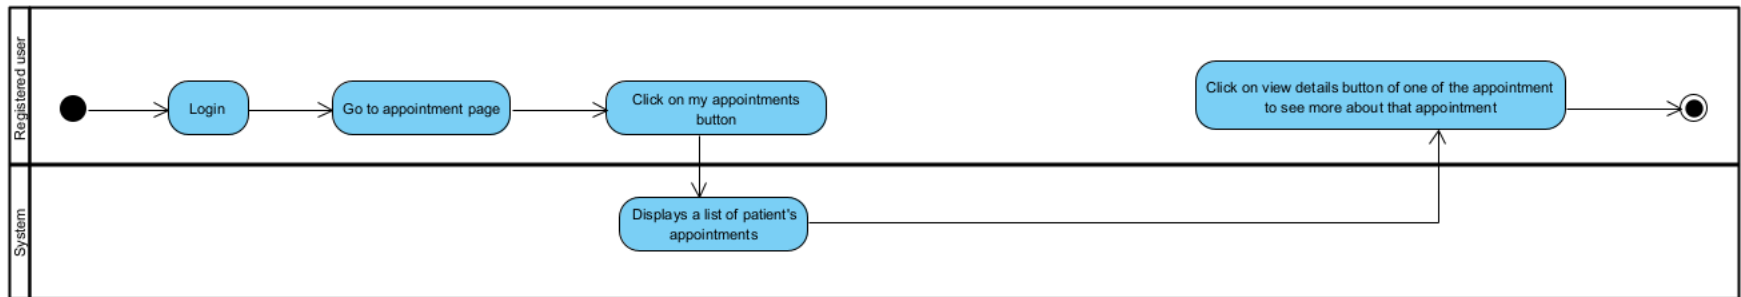 Registered user
Login
Go to appointment page
Click on my appointments
button
Click on view details button of one of the appointment
to see more about that appointment
System
Displays a list of patient's
appointments